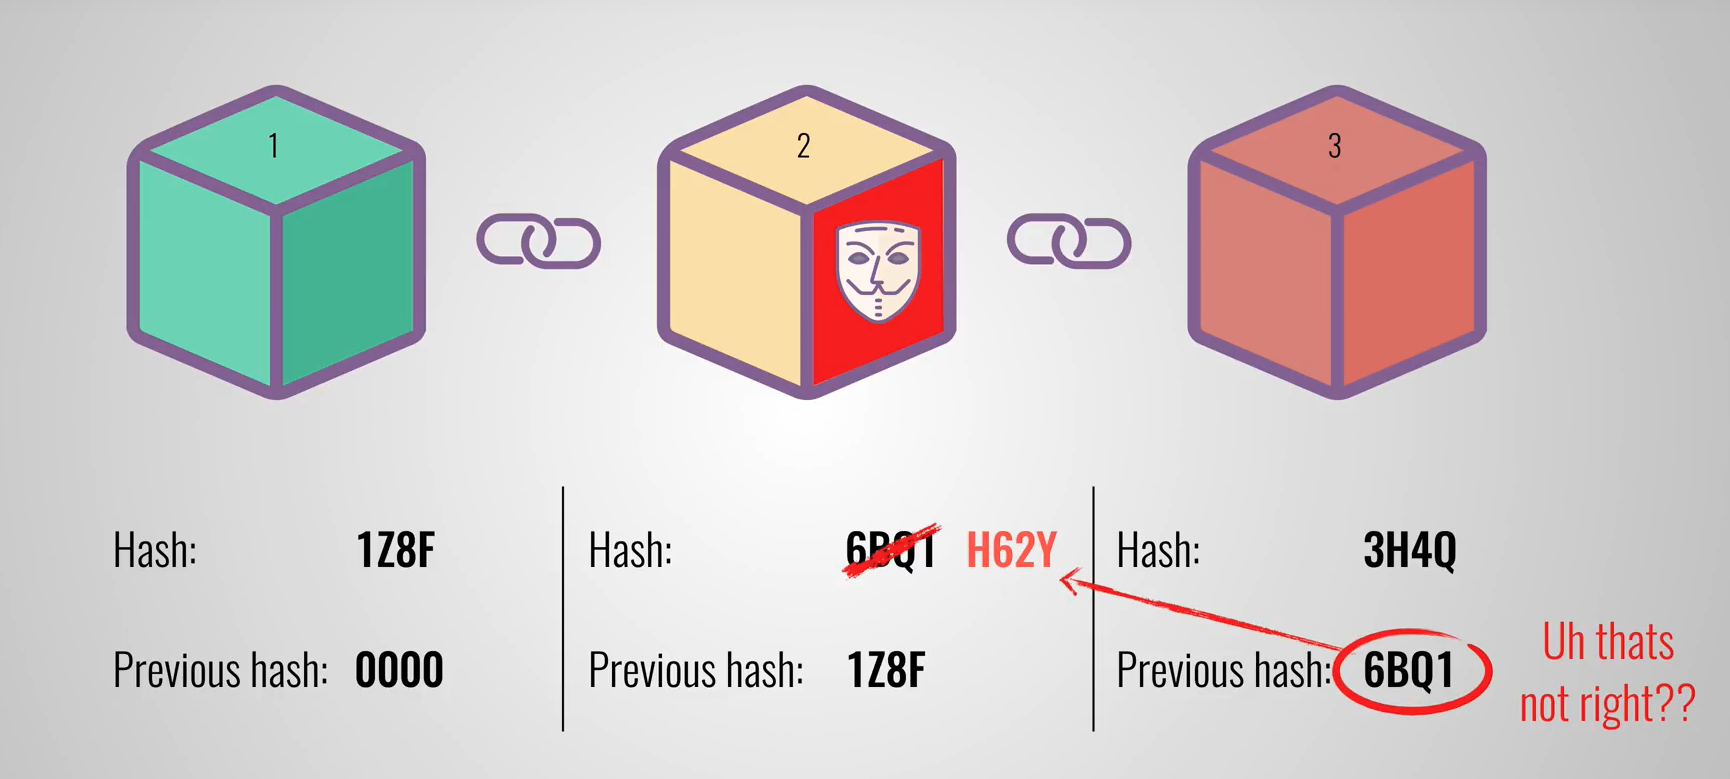 1
2
3
Hash: 1Z8F
Hash: 6BQ1 H62Y
Hash: 3H4Q
Previous hash: 0000
Previous hash: 1Z8F
Previous hash: 6BQ1
Uh thats
not right??